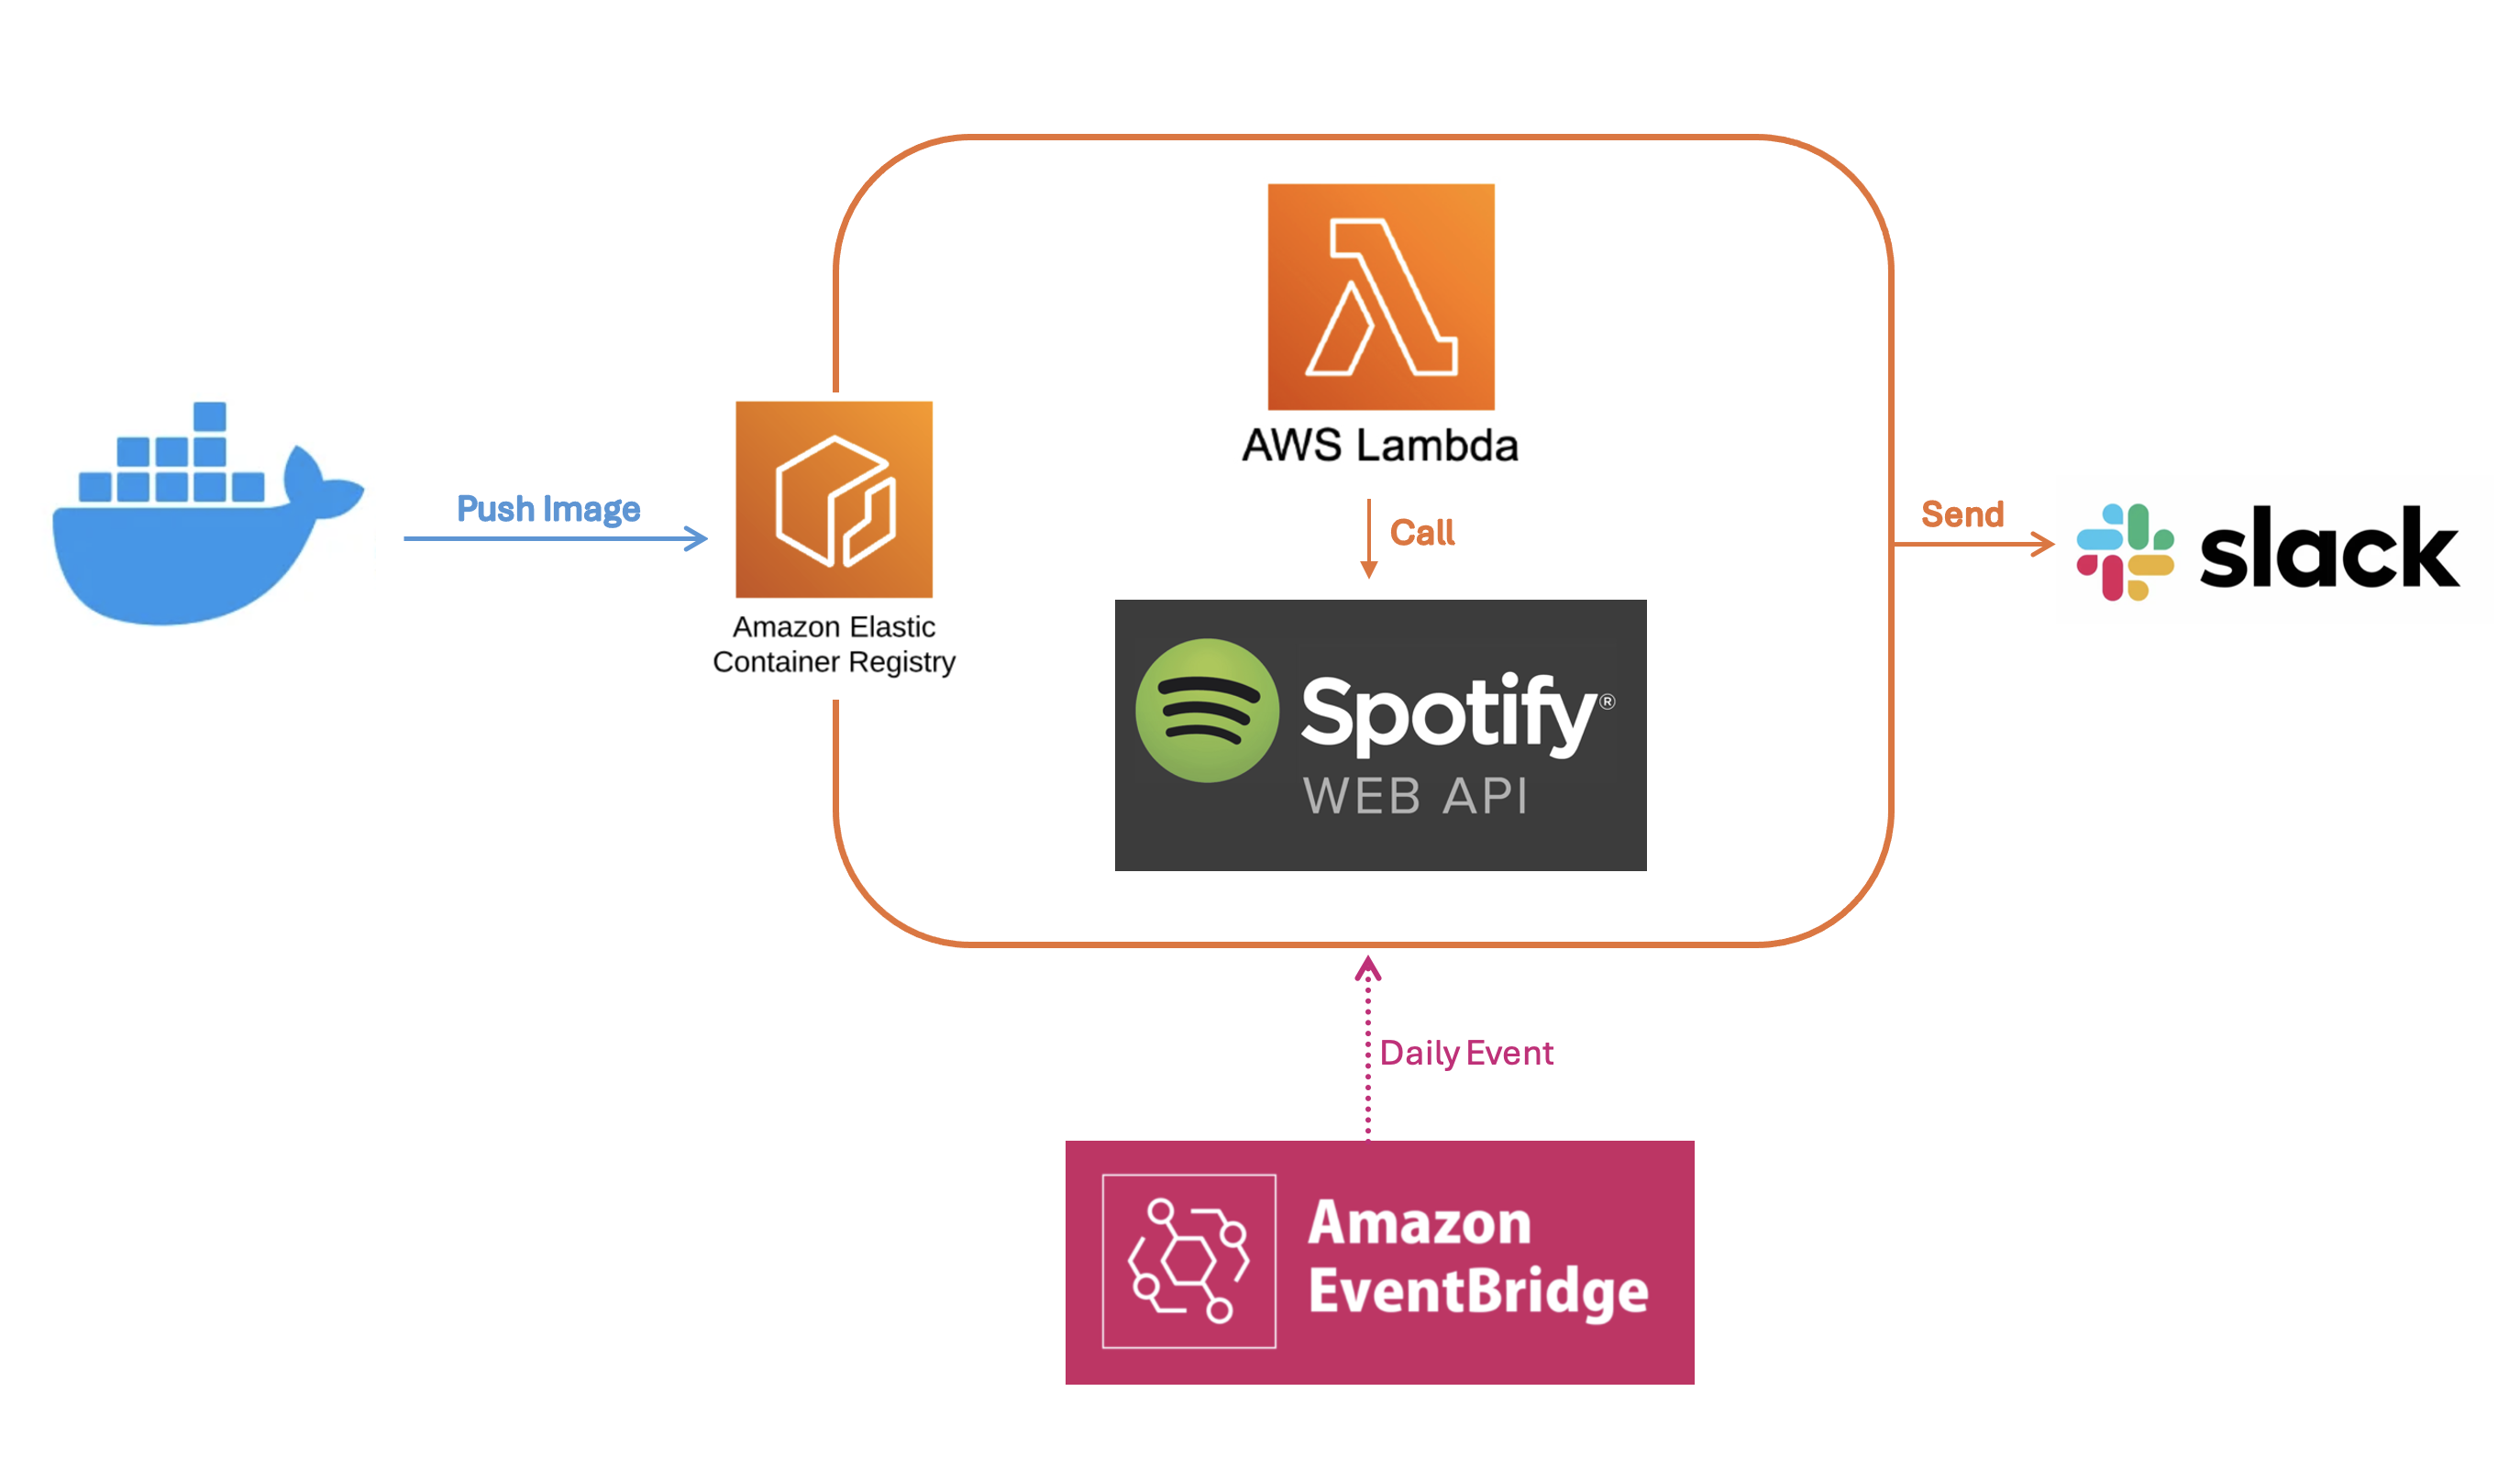 AWS Lambda
Push Image
Amazon Elastic
Container Registry
Call
Send
slack
Spotify®
WEB API
Daily Event
Amazon
EventBridge